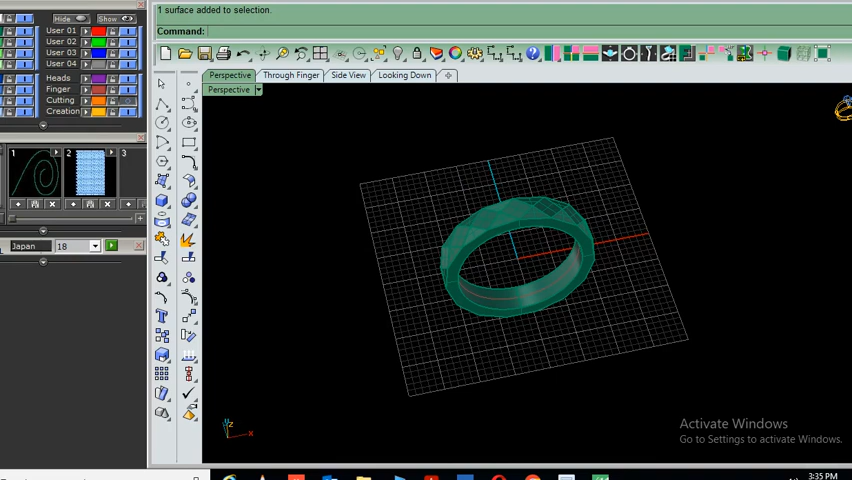 1 surface added to selection.
Command:
Hide
Show
User 01
User 02
User 03
User 04
Heads
Finger
Cutting
Creation
1
2
3
Japan
18
Perspective
Through Finger
Side View
Looking Down
Perspective
z
x
Activate Windows
Go to Settings to activate Windows.
3:35 PM